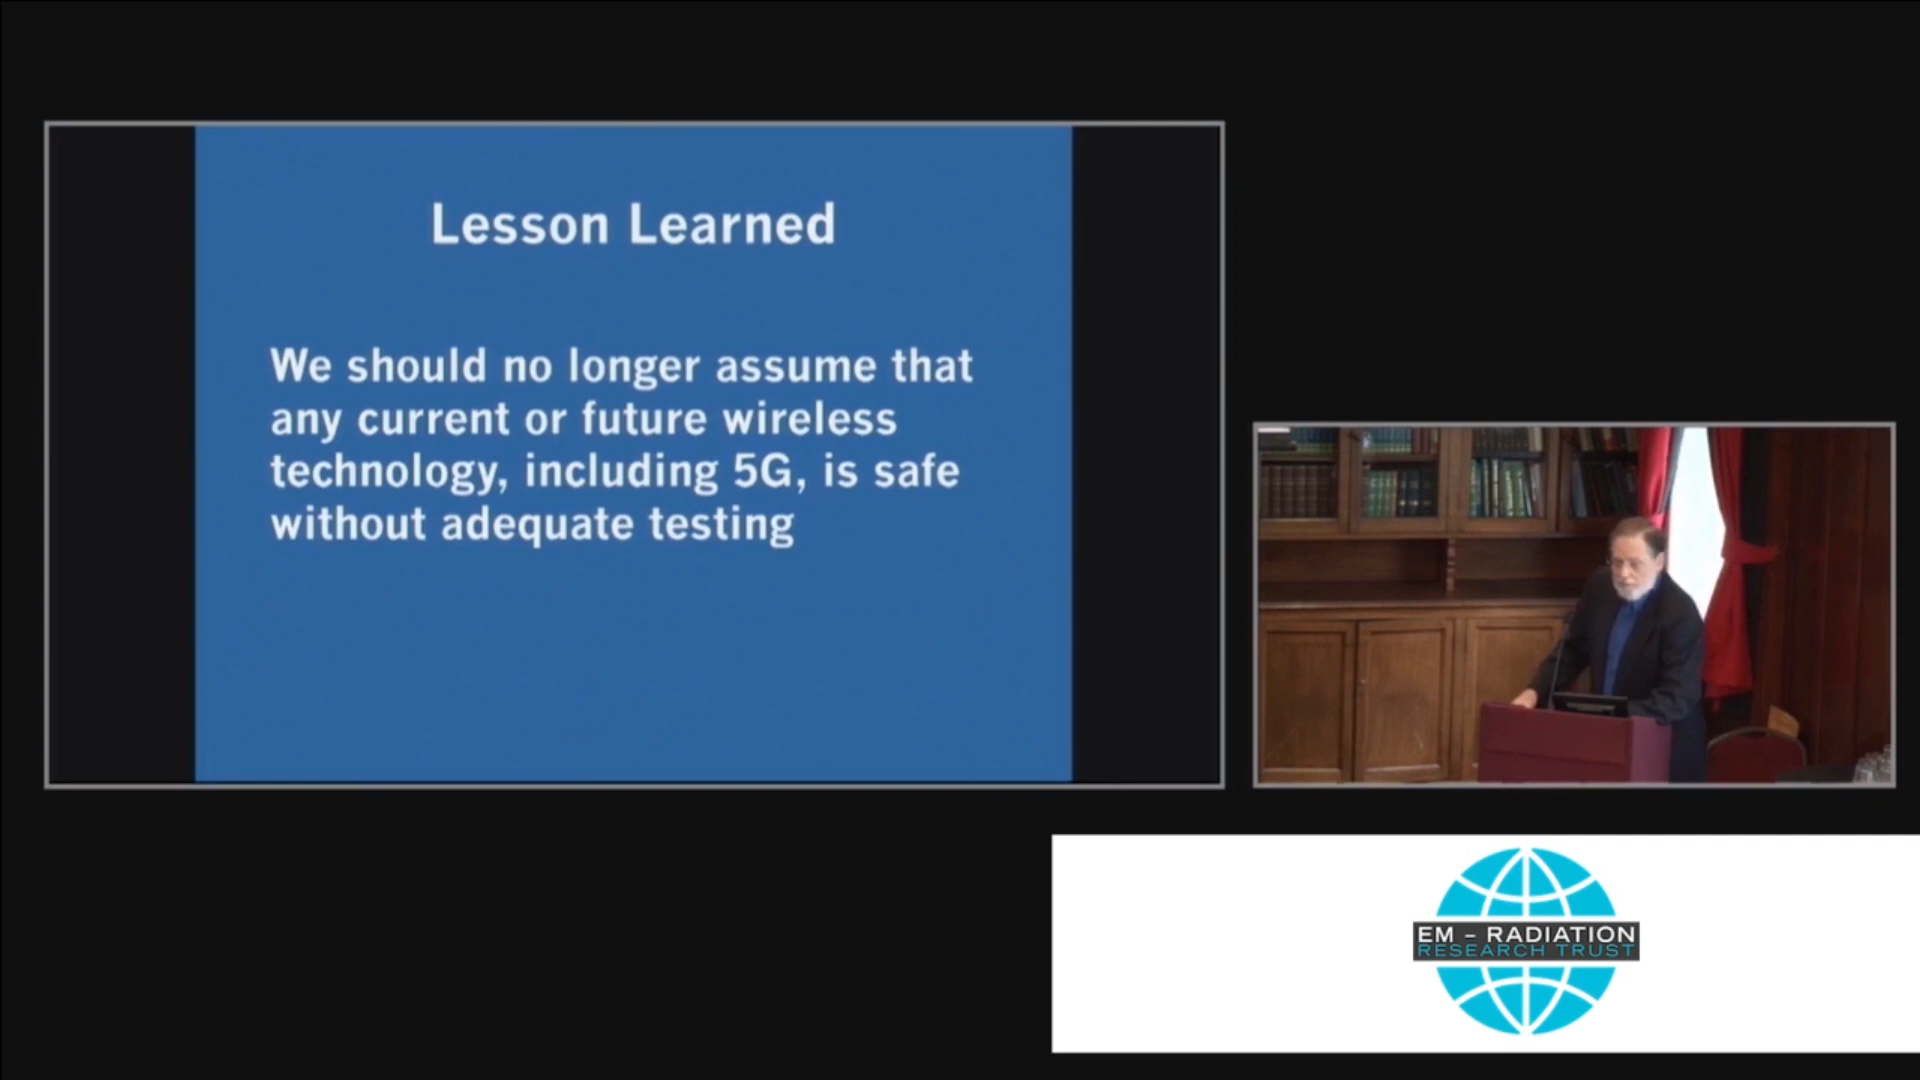 Lesson Learned
We should no longer assume that
any current or future wireless
technology, including 5G, is safe
without adequate testing
EM – RADIATION
RESEARCH TRUST